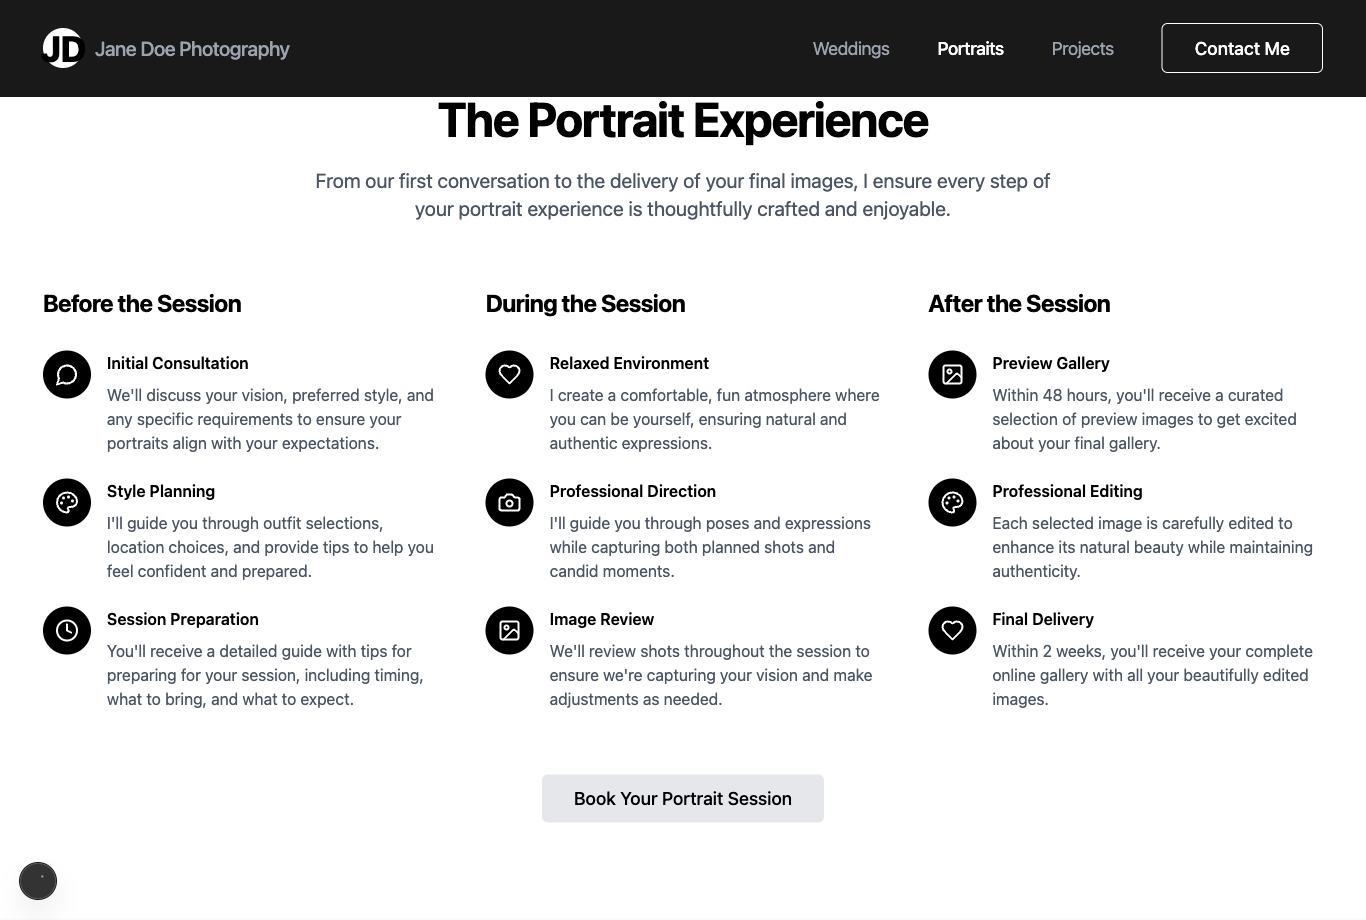 JD Jane Doe Photography
Weddings
Portraits
Projects
Contact Me
The Portrait Experience
From our first conversation to the delivery of your final images, I ensure every step of
your portrait experience is thoughtfully crafted and enjoyable.
Before the Session
Initial Consultation
We'll discuss your vision, preferred style, and
any specific requirements to ensure your
portraits align with your expectations.
Style Planning
I'll guide you through outfit selections,
location choices, and provide tips to help you
feel confident and prepared.
Session Preparation
You'll receive a detailed guide with tips for
preparing for your session, including timing,
what to bring, and what to expect.
During the Session
Relaxed Environment
I create a comfortable, fun atmosphere where
you can be yourself, ensuring natural and
authentic expressions.
Professional Direction
I'll guide you through poses and expressions
while capturing both planned shots and
candid moments.
Image Review
We'll review shots throughout the session to
ensure we're capturing your vision and make
adjustments as needed.
After the Session
Preview Gallery
Within 48 hours, you'll receive a curated
selection of preview images to get excited
about your final gallery.
Professional Editing
Each selected image is carefully edited to
enhance its natural beauty while maintaining
authenticity.
Final Delivery
Within 2 weeks, you'll receive your complete
online gallery with all your beautifully edited
images.
Book Your Portrait Session